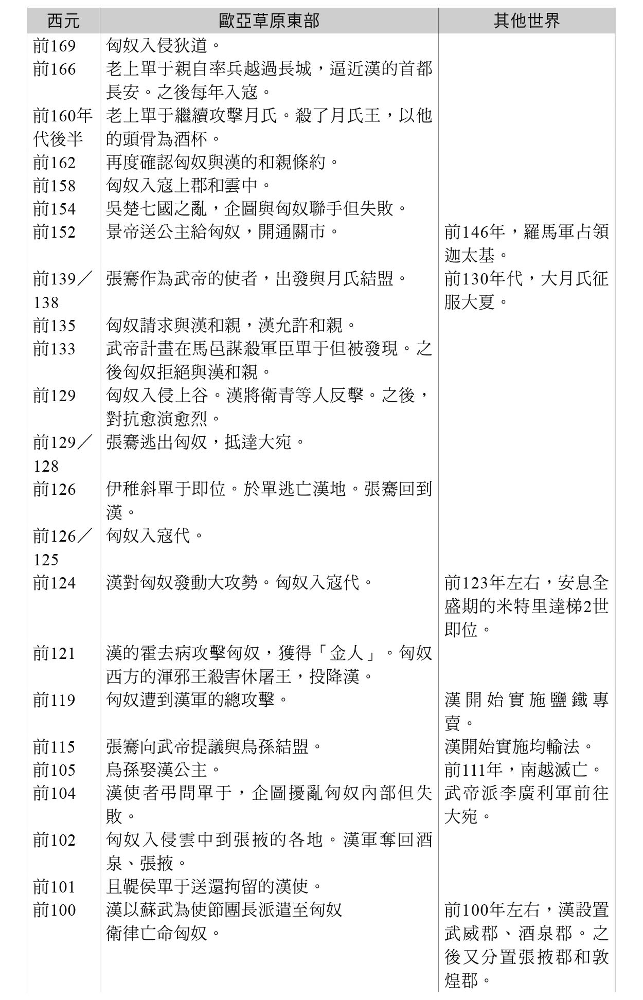 西元 歐亞草原東部 其他世界
前169 匈奴入侵狄道。
前166 老上單于親自率兵越過長城，逼近漢的首都
長安。之後每年入寇。
前160年 老上單于繼續攻擊月氏。殺了月氏王，以他
代後半 的頭骨為酒杯。
前162 再度確認匈奴與漢的和親條約。
前158 匈奴入寇上郡和雲中。
前154 吳楚七國之亂，企圖與匈奴聯手但失敗。
前152 景帝送公主給匈奴，開通關市。 前146年，羅馬軍占領
迦太基。
前139／ 張騫作為武帝的使者，出發與月氏結盟。 前130年代，大月氏征
138 服大夏。
前135 匈奴請求與漢和親，漢允許和親。
前133 武帝計畫在馬邑謀殺軍臣單于但被發現。之
後匈奴拒絕與漢和親。
前129 匈奴入侵上谷。漢將衛青等人反擊。之後，
對抗愈演愈烈。
前129／ 張騫逃出匈奴，抵達大宛。
128
前126 伊稚斜單于即位。於單逃亡漢地。張騫回到
漢。
前126／ 匈奴入寇代。
125
前124 漢對匈奴發動大攻勢。匈奴入寇代。 前123年左右，安息全
盛期的米特里達梯2世
即位。
前121 漢的霍去病攻擊匈奴，獲得「金人」。匈奴
西方的渾邪王殺害休屠王，投降漢。
前119 匈奴遭到漢軍的總攻擊。 漢開始實施鹽鐵專
賣。
前115 張騫向武帝提議與烏孫結盟。 漢開始實施均輸法。
前105 烏孫娶漢公主。 前111年，南越滅亡。
前104 漢使者弔問單于，企圖擾亂匈奴內部但失 武帝派李廣利軍前往
敗。 大宛。
前102 匈奴入侵雲中到張掖的各地。漢軍奪回酒
泉、張掖。
前101 且鞮侯單于送還拘留的漢使。
前100 漢以蘇武為使節團長派遣至匈奴 前100年左右，漢設置
衛律亡命匈奴。 武威郡、酒泉郡。之
後又分置張掖郡和敦
煌郡。